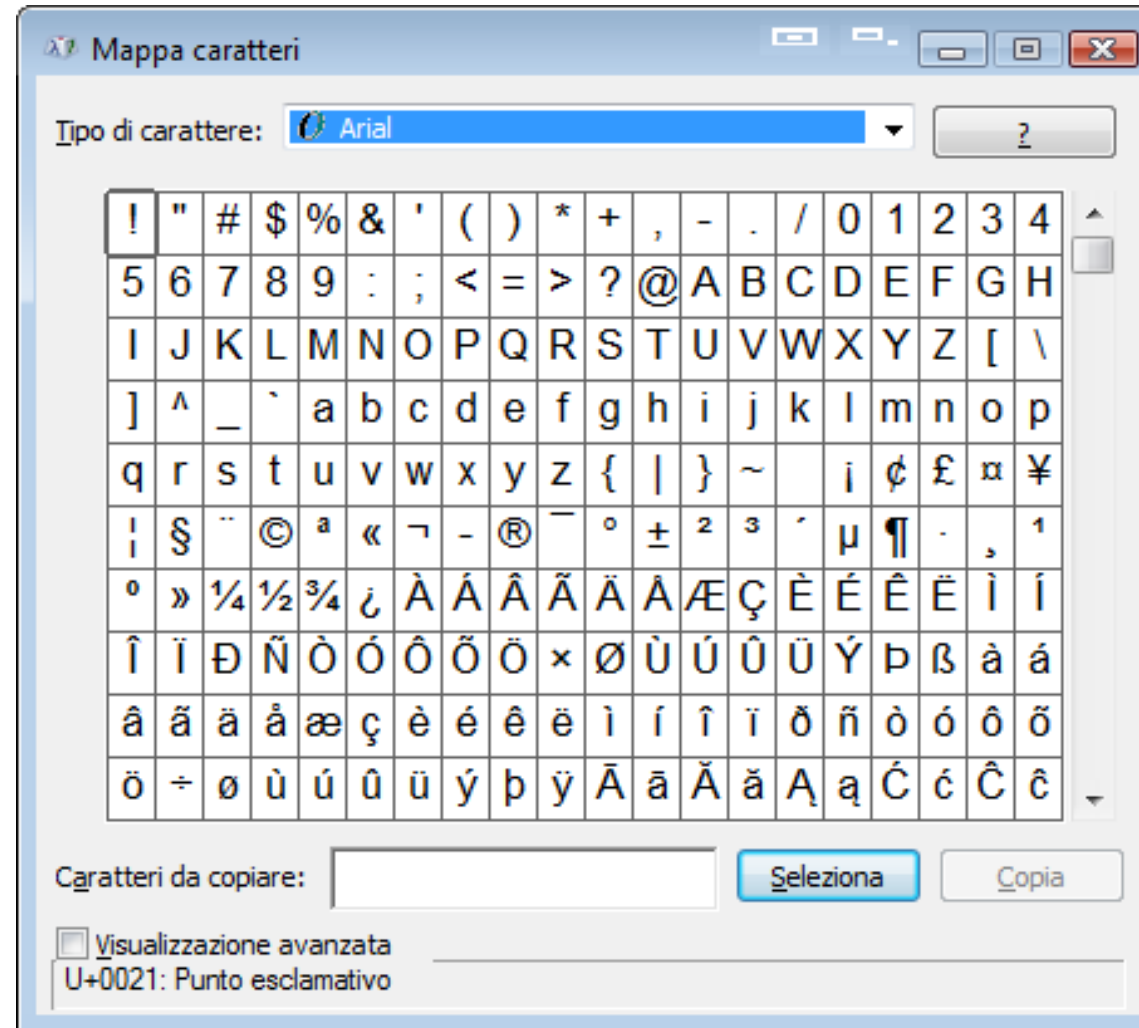 Mappa caratteri
Tipo di carattere: Arial ?
! " # $ % & ' ( ) * + , - . / 0 1 2 3 4
5 6 7 8 9 : ; < = > ? @ A B C D E F G H
I J K L M N O P Q R S T U V W X Y Z [ \
] ^ _ ` a b c d e f g h i j k l m n o p
q r s t u v w x y z { | } ~ ¡ ¢ £ ¤ ¥
¦ § ¨ © ª « ¬ - ® ¯ ° ± ² ³ ´ µ ¶ · ¸ ¹
º » ¼ ½ ¾ ¿ À Á Â Ã Ä Å Æ Ç È É Ê Ë Ì Í
Î Ï Ð Ñ Ò Ó Ô Õ Ö × Ø Ù Ú Û Ü Ý Þ ß à á
â ã ä å æ ç è é ê ë ì í î ï ð ñ ò ó ô õ
ö ÷ ø ù ú û ü ý þ ÿ Ā ā Ă ă Ą ą Ć ć Ĉ ĉ
Caratteri da copiare: Seleziona Copia
Visualizzazione avanzata
U+0021: Punto esclamativo